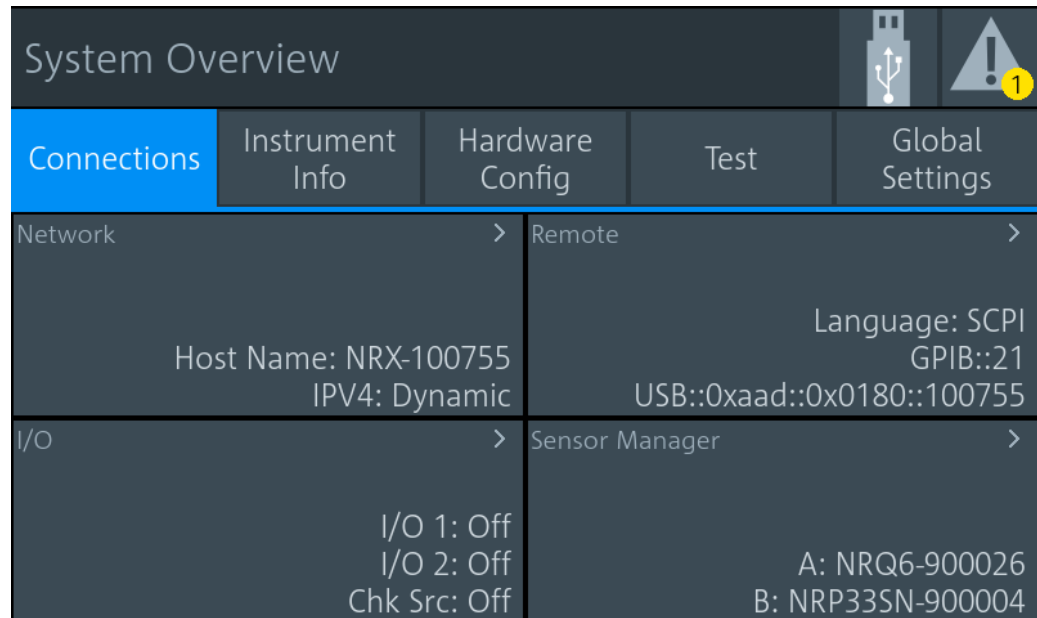 System Overview
1
Connections
Instrument
Info
Hardware
Config
Test
Global
Settings
Network >
Host Name: NRX-100755
IPV4: Dynamic
Remote >
Language: SCPI
GPIB::21
USB::0xaad::0x0180::100755
I/O >
I/O 1: Off
I/O 2: Off
Chk Src: Off
Sensor Manager >
A: NRQ6-900026
B: NRP33SN-900004